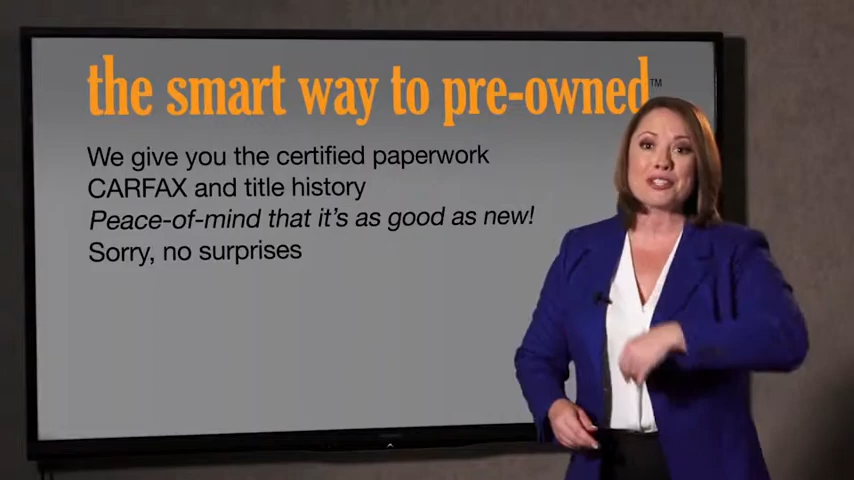 the smart way to pre-owned™
We give you the certified paperwork
CARFAX and title history
Peace-of-mind that it's as good as new!
Sorry, no surprises